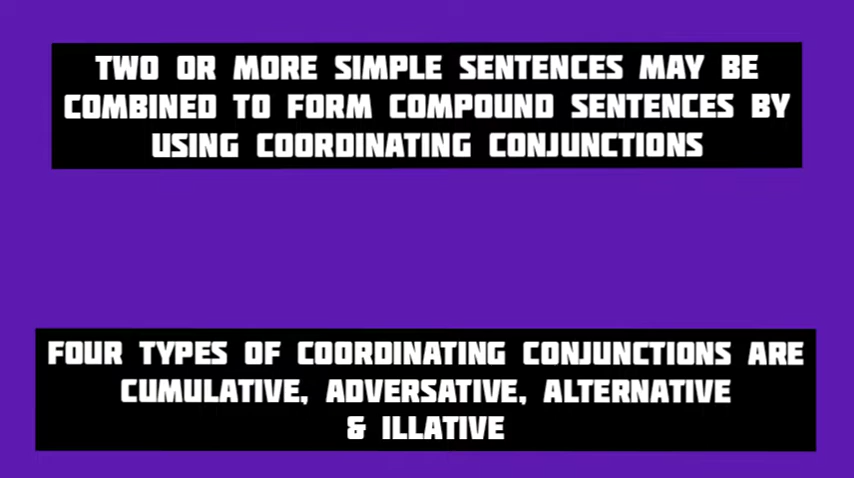 TWO OR MORE SIMPLE SENTENCES MAY BE
COMBINED TO FORM COMPOUND SENTENCES BY
USING COORDINATING CONJUNCTIONS
FOUR TYPES OF COORDINATING CONJUNCTIONS ARE
CUMULATIVE, ADVERSATIVE, ALTERNATIVE
& ILLATIVE